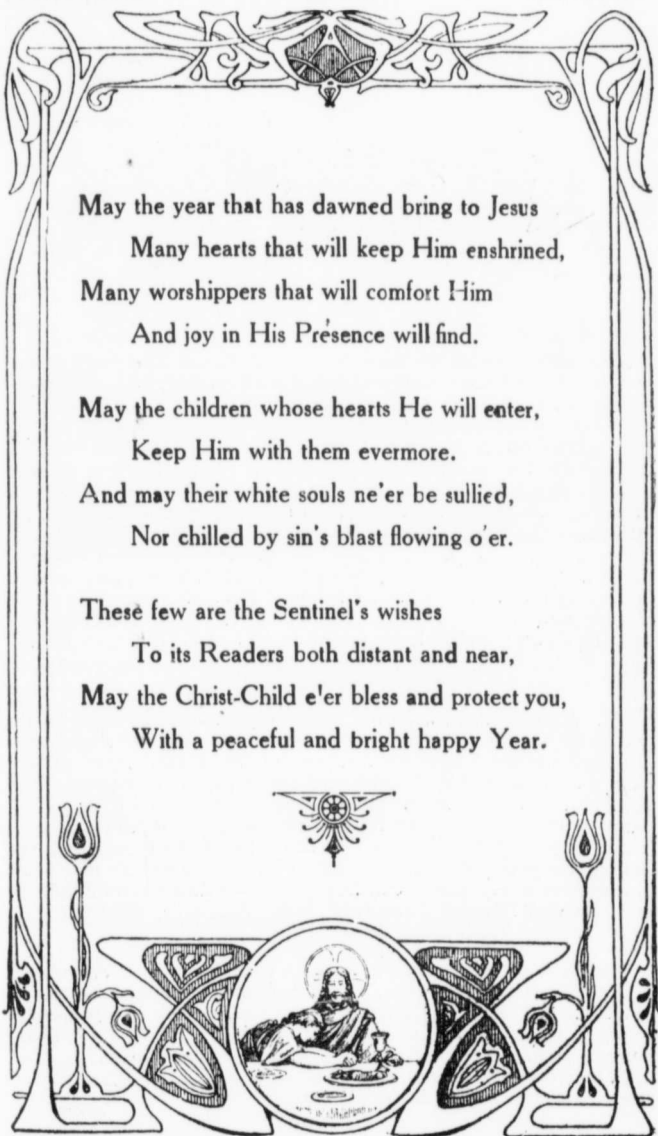 May the year that has dawned bring to Jesus
Many hearts that will keep Him enshrined,
Many worshippers that will comfort Him
And joy in His Presence will find.
May the children whose hearts He will enter,
Keep Him with them evermore.
And may their white souls ne'er be sullied,
Nor chilled by sin's blast flowing o'er.
These few are the Sentinel's wishes
To its Readers both distant and near,
May the Christ-Child e'er bless and protect you,
With a peaceful and bright happy Year.